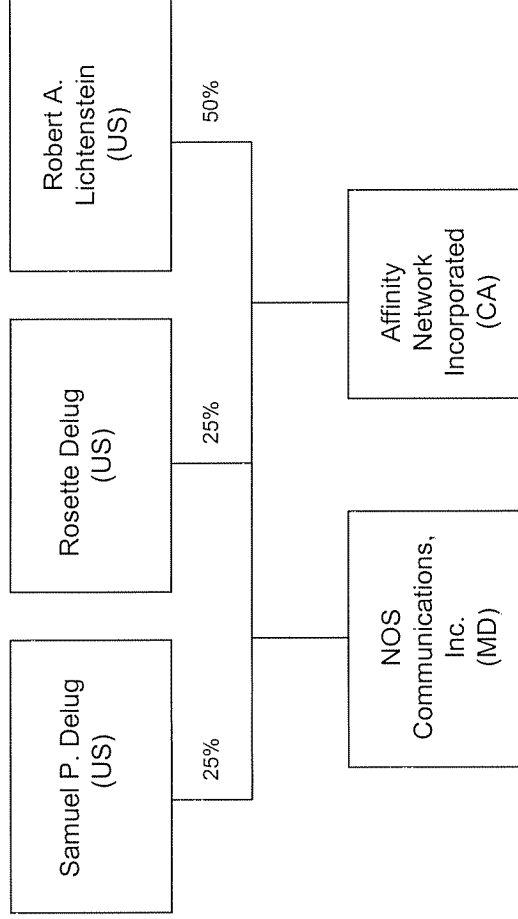 Samuel P. Delug
(US)
Rosette Delug
(US)
Robert A.
Lichtenstein
(US)
25%
25%
50%
NOS
Communications,
Inc.
(MD)
Affinity
Network
Incorporated
(CA)